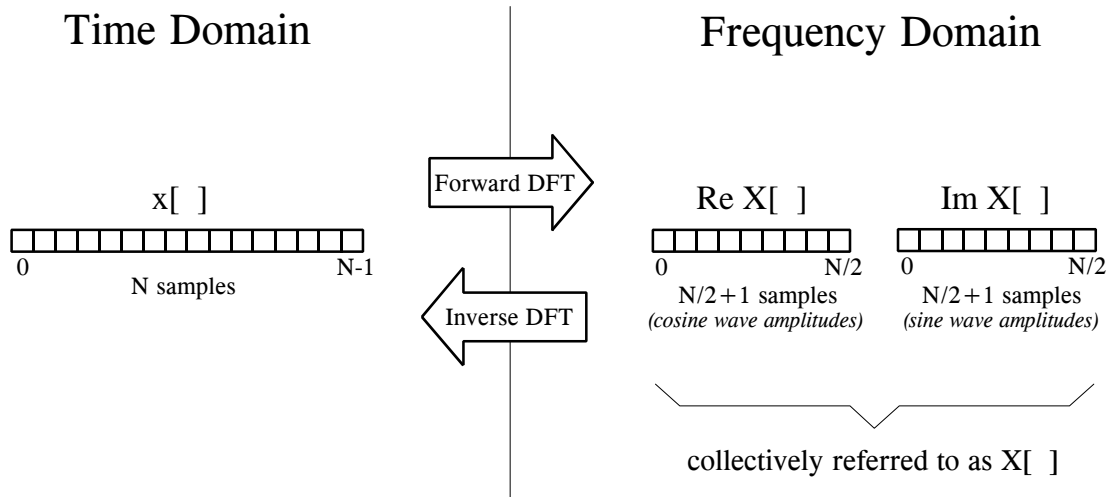 Time Domain
Frequency Domain
Forward DFT
x[ ]
Re X[ ]
Im X[ ]
0
N-1
N samples
0
N/2
0
N/2
N/2+1 samples
(cosine wave amplitudes)
N/2+1 samples
(sine wave amplitudes)
Inverse DFT
collectively referred to as X[ ]